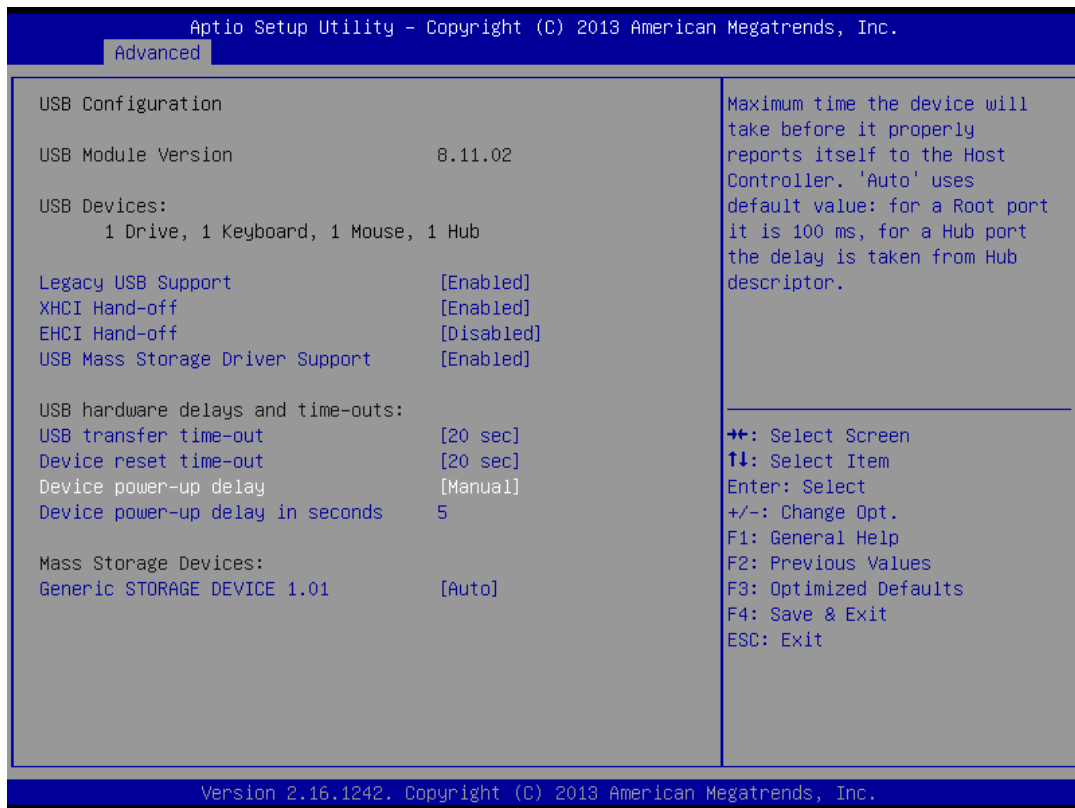 Aptio Setup Utility – Copyright (C) 2013 American Megatrends, Inc.
Advanced
USB Configuration
USB Module Version 8.11.02
USB Devices:
1 Drive, 1 Keyboard, 1 Mouse, 1 Hub
Legacy USB Support [Enabled]
XHCI Hand-off [Enabled]
EHCI Hand-off [Disabled]
USB Mass Storage Driver Support [Enabled]
USB hardware delays and time-outs:
USB transfer time-out [20 sec]
Device reset time-out [20 sec]
Device power-up delay [Manual]
Device power-up delay in seconds 5
Mass Storage Devices:
Generic STORAGE DEVICE 1.01 [Auto]
Maximum time the device will
take before it properly
reports itself to the Host
Controller. 'Auto' uses
default value: for a Root port
it is 100 ms, for a Hub port
the delay is taken from Hub
descriptor.
→←: Select Screen
↑↓: Select Item
Enter: Select
+/-: Change Opt.
F1: General Help
F2: Previous Values
F3: Optimized Defaults
F4: Save & Exit
ESC: Exit
Version 2.16.1242. Copyright (C) 2013 American Megatrends, Inc.